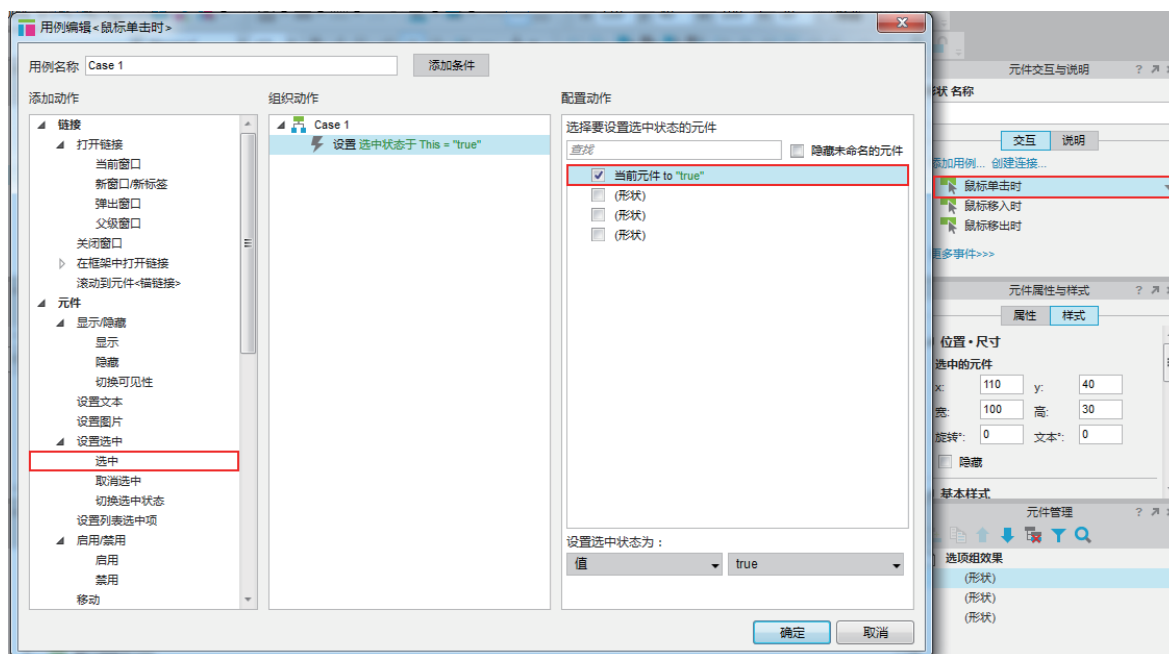 用例编辑<鼠标单击时>
用例名称 Case 1 添加条件
添加动作
链接
打开链接
当前窗口
新窗口/新标签
弹出窗口
父级窗口
关闭窗口
在框架中打开链接
滚动到元件<锚链接>
元件
显示/隐藏
显示
隐藏
切换可见性
设置文本
设置图片
设置选中
选中
取消选中
切换选中状态
设置列表选中项
启用/禁用
启用
禁用
移动
组织动作
Case 1
设置 选中状态于 This = "true"
配置动作
选择要设置选中状态的元件
查找 隐藏未命名的元件
当前元件 to "true"
(形状)
(形状)
(形状)
设置选中状态为：
值 true
确定 取消
元件交互与说明
形状 名称
交互 说明
添加用例... 创建连接...
鼠标单击时
鼠标移入时
鼠标移出时
更多事件>>>
元件属性与样式
属性 样式
位置•尺寸
选中的元件
x: 110 y: 40
宽: 100 高: 30
旋转°: 0 文本°: 0
隐藏
基本样式
元件管理
选项组效果
(形状)
(形状)
(形状)